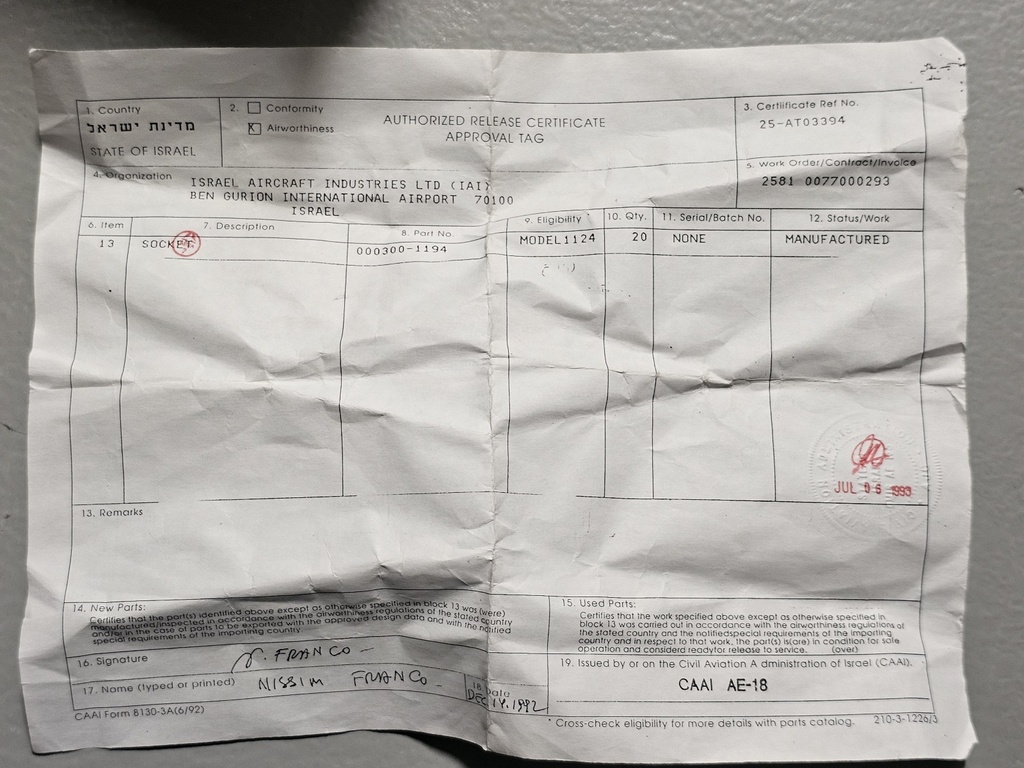 1. Country
מדינת ישראל
STATE OF ISRAEL
2. Conformity
Airworthiness
AUTHORIZED RELEASE CERTIFICATE
APPROVAL TAG
3. Certificate Ref No.
25-AT03394
4. Organization
ISRAEL AIRCRAFT INDUSTRIES LTD (IAI)
BEN GURION INTERNATIONAL AIRPORT 70100
ISRAEL
5. Work Order/Contract/Invoice
2581 0077000293
6. Item 7. Description 8. Part No. 9. Eligibility * 10. Qty. 11. Serial/Batch No. 12. Status/Work
13 SOCKET 000300-1194 MODEL1124 20 NONE MANUFACTURED
JUL 06 1993
13. Remarks
14. New Parts:
Certifies that the part(s) identified above except as otherwise specified in block 13 was (were)
manufactured/inspected in accordance with the airworthiness regulations of the stated country
and/or in the case of parts to be exported with the approved design data and with the notified
special requirements of the importing country.
15. Used Parts:
Certifies that the work specified above except as otherwise specified in
block 13 was carried out in accordance with the airworthiness regulations of
the stated country and the notifiedspecial requirements of the importing
country and in respect to that work, the part(s) is(are) in condition for safe
operation and considerd readyfor release to service. (over)
16. Signature
N. FRANCO
17. Name (typed or printed) NISSIM FRANCO
18. Date
DEC.14.1992
19. Issued by or on the Civil Aviation A dministration of Israel (CAAI).
CAAI AE-18
CAAI Form 8130-3A(6/92)
* Cross-check eligibility for more details with parts catalog. 210-3-1226/3